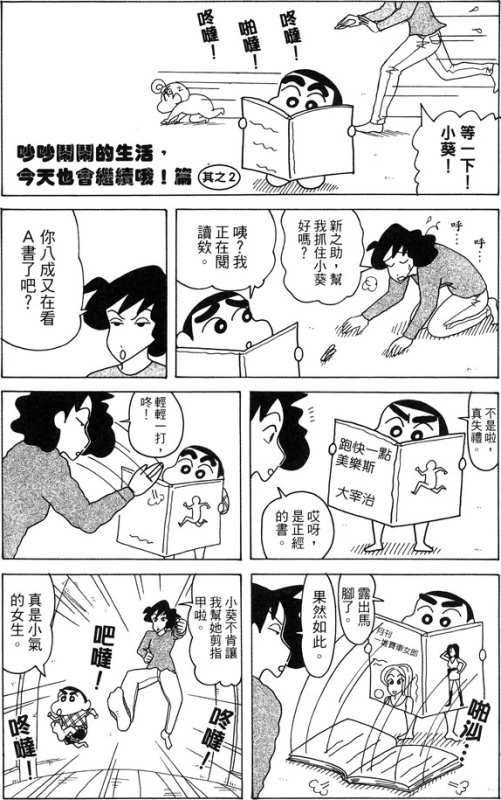 咚噠！
啪噠！
咚噠！
等一下！
小葵！
吵吵鬧鬧的生活，
今天也會繼續哦！篇 其之2
呼…
呼…
新之助，幫
我抓住小葵
好嗎？
咦？我
正在閱
讀欸。
你八成又在看
A書了吧？
不是啦，
真失禮。
跑快一點
美樂斯
太宰治
哎呀，
是正經
的書。
輕輕一打，
咚！
露出馬
腳了。
月刊
賽車女郎
果然如此。
啪沙…
小葵不肯讓
我幫她剪指
甲啦。
真是小氣
的女生。
吧噠！
咚噠！
咚噠！